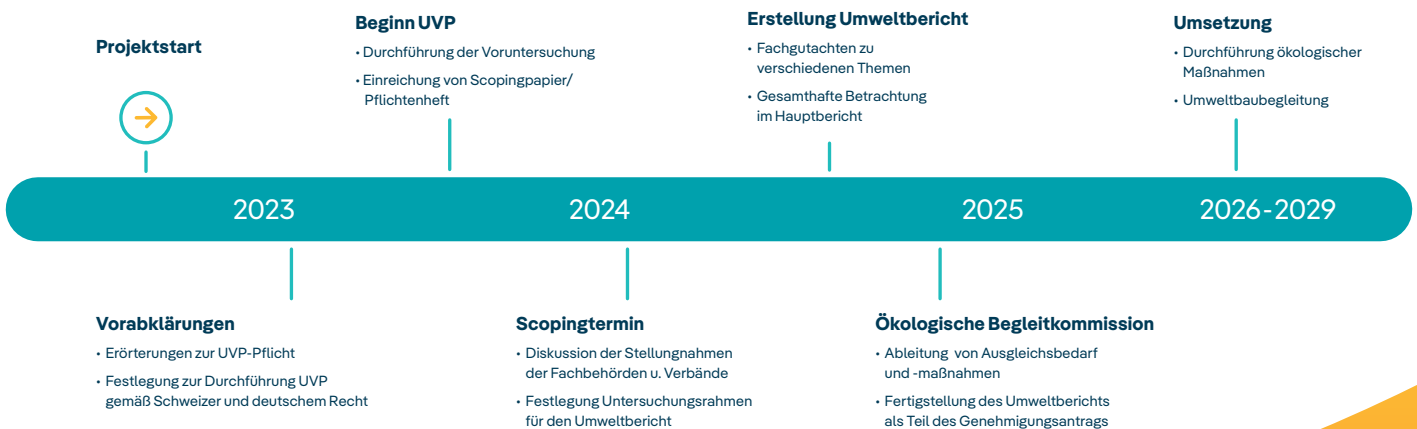 Projektstart
Beginn UVP
• Durchführung der Voruntersuchung
• Einreichung von Scopingpapier/
Pflichtenheft
Erstellung Umweltbericht
• Fachgutachten zu
verschiedenen Themen
• Gesamthafte Betrachtung
im Hauptbericht
Umsetzung
• Durchführung ökologischer
Maßnahmen
• Umweltbaubegleitung
2023
2024
2025
2026-2029
Vorabklärungen
• Erörterungen zur UVP-Pflicht
• Festlegung zur Durchführung UVP
gemäß Schweizer und deutschem Recht
Scopingtermin
• Diskussion der Stellungnahmen
der Fachbehörden u. Verbände
• Festlegung Untersuchungsrahmen
für den Umweltbericht
Ökologische Begleitkommission
• Ableitung von Ausgleichsbedarf
und -maßnahmen
• Fertigstellung des Umweltberichts
als Teil des Genehmigungsantrags